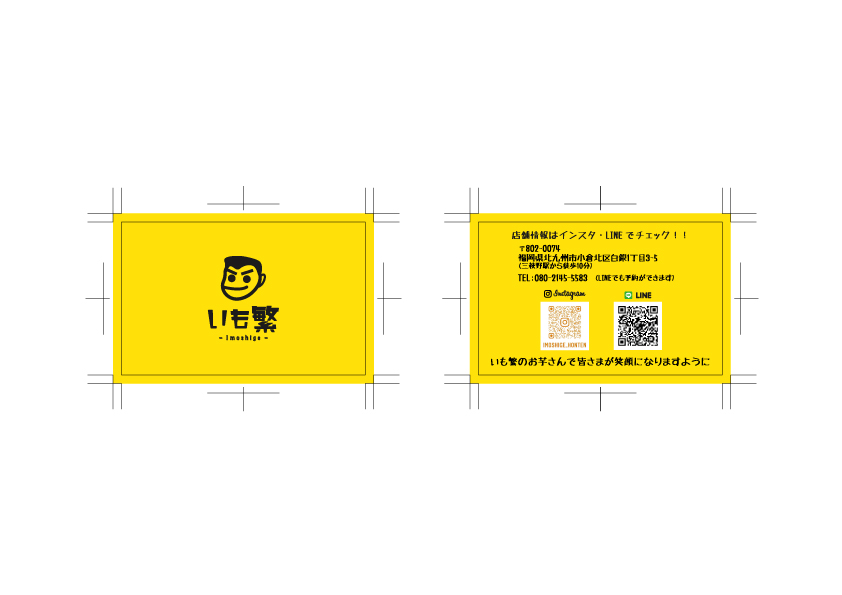 いも繁
- imoshige -
店舗情報はインスタ・LINEでチェック！！
〒802-0074
福岡県北九州市小倉北区白銀1丁目3-5
(三萩野駅から徒歩10分)
TEL:080-2145-5583 (LINEでも予約ができます)
Instagram
LINE
IMOSHIGE_HONTEN
いも繁のお芋さんで皆さまが笑顔になりますように